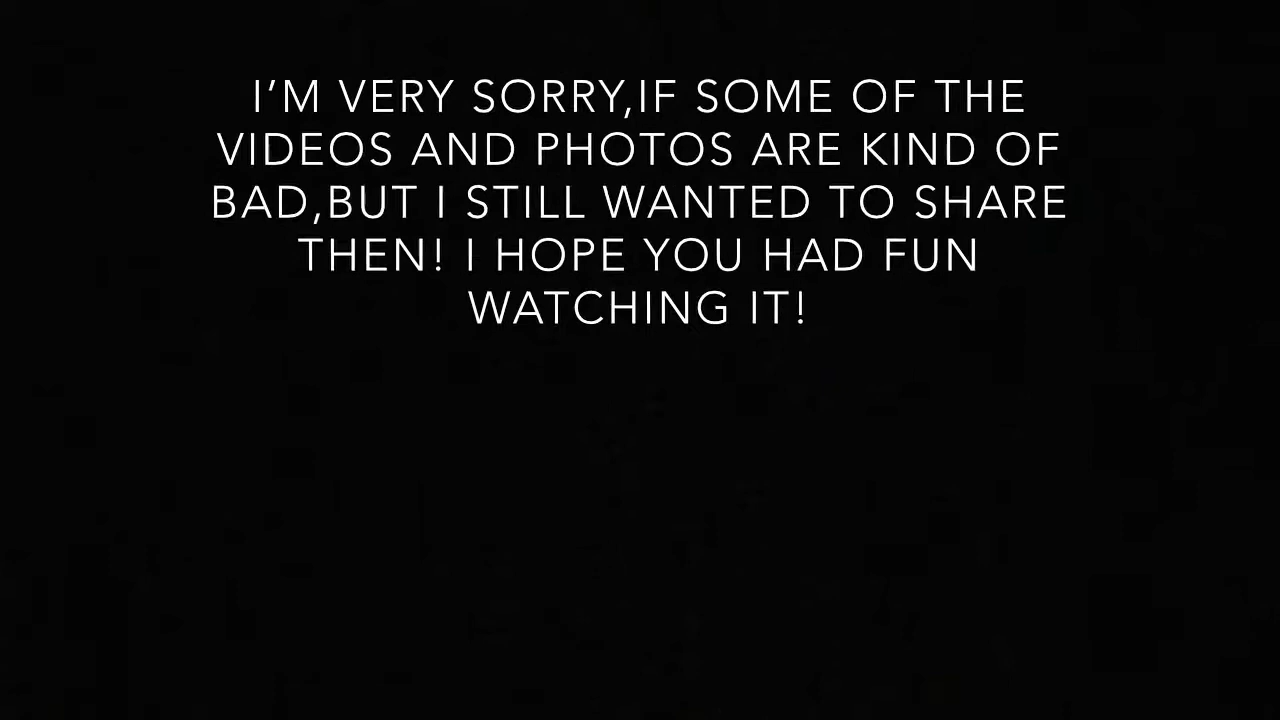 I'M VERY SORRY,IF SOME OF THE
VIDEOS AND PHOTOS ARE KIND OF
BAD,BUT I STILL WANTED TO SHARE
THEN! I HOPE YOU HAD FUN
WATCHING IT!